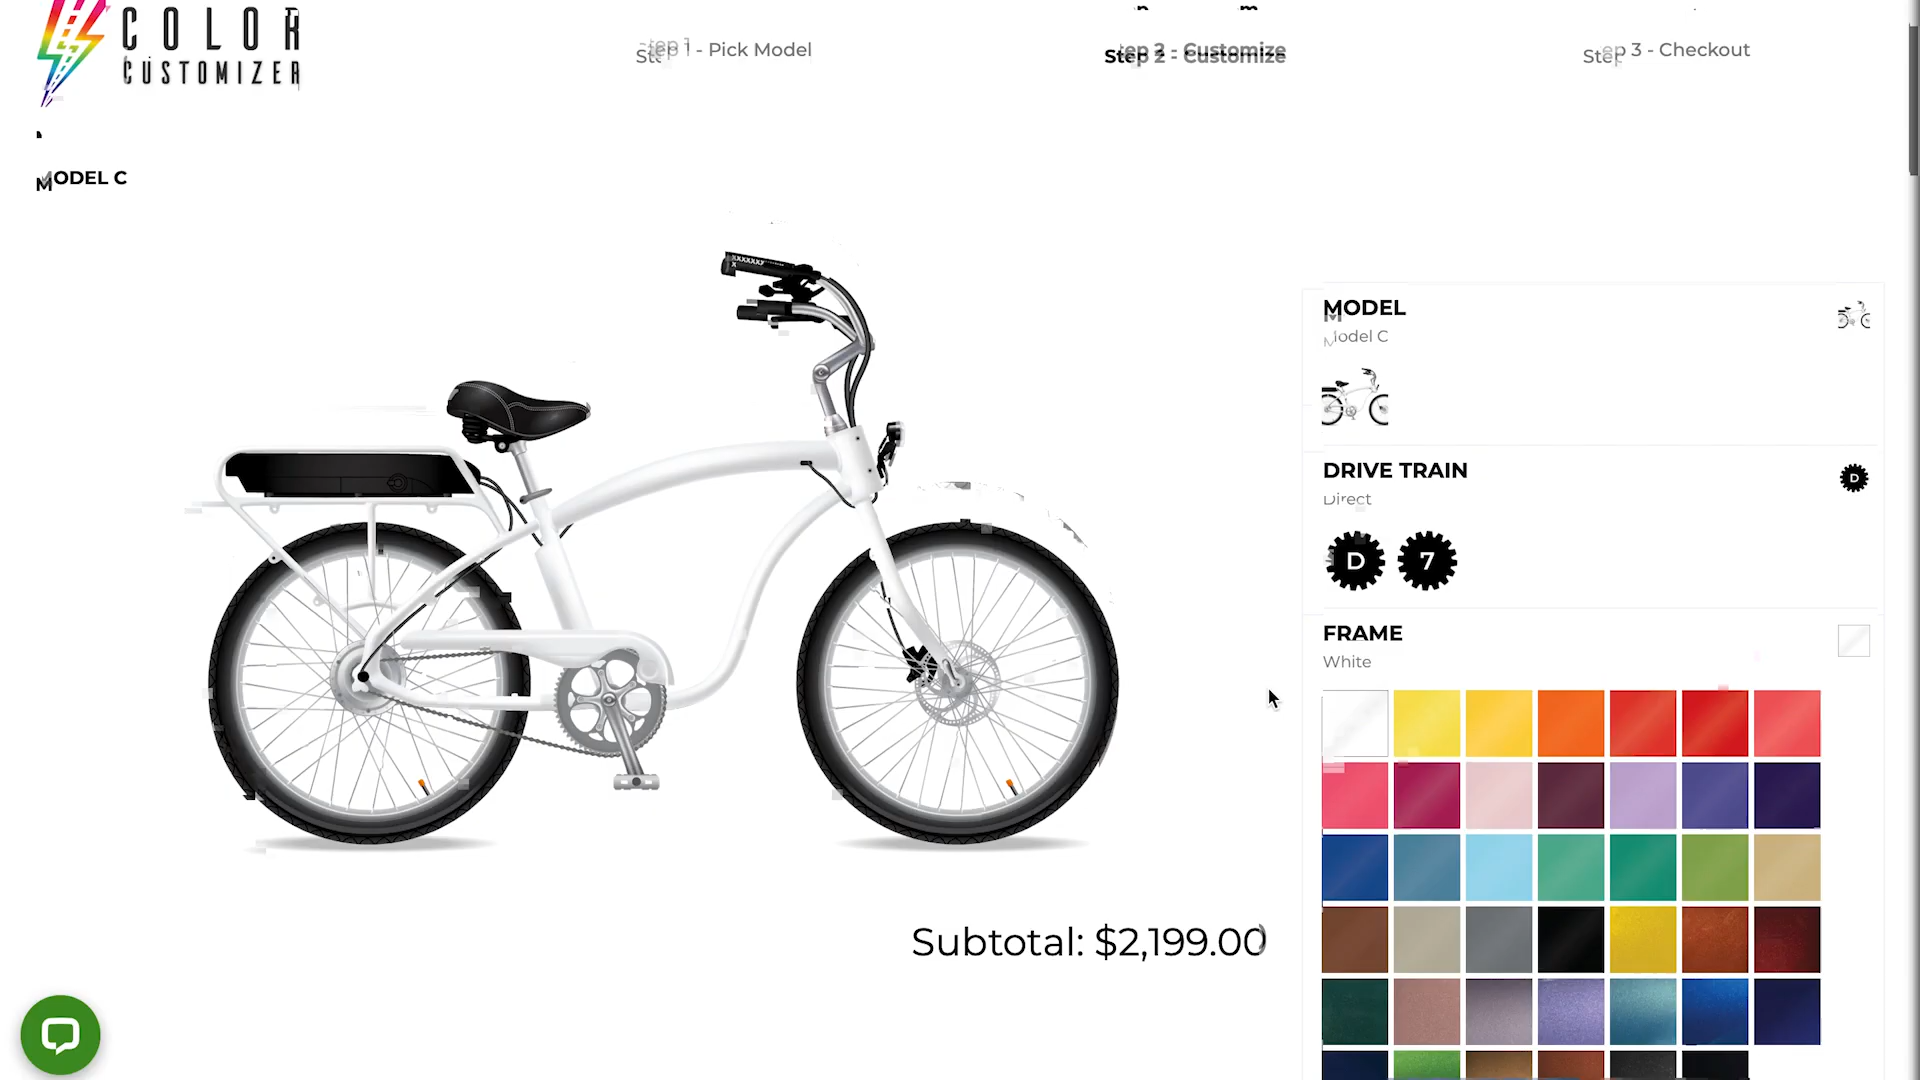 COLOR
CUSTOMIZER
Step 1 - Pick Model
Step 2 - Customize
Step 3 - Checkout
MODEL C
MODEL
Model C
DRIVE TRAIN
Direct
D
D 7
FRAME
White
Subtotal: $2,199.00